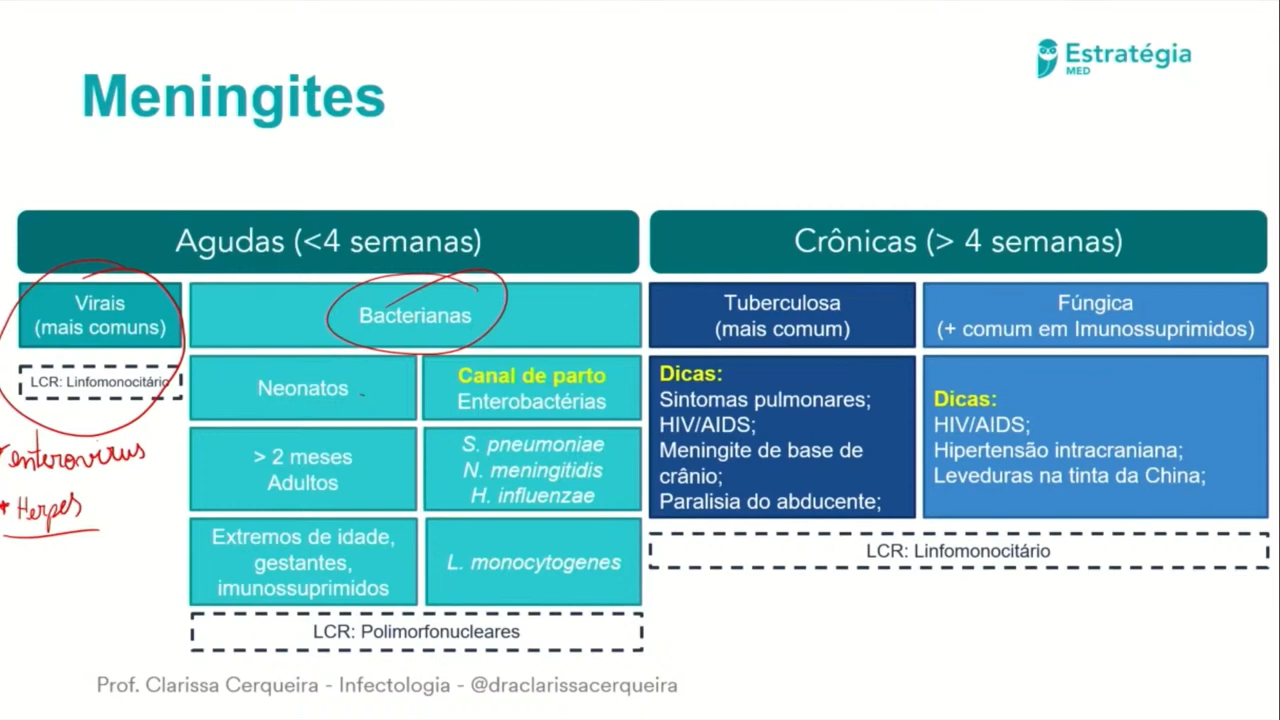 Estratégia
MED
Meningites
Agudas (<4 semanas)
Crônicas (> 4 semanas)
Virais
(mais comuns)
LCR: Linfomonocitário
enterovírus
* Herpes
Bacterianas
Neonatos
Canal de parto
Enterobactérias
> 2 meses
Adultos
S. pneumoniae
N. meningitidis
H. influenzae
Extremos de idade,
gestantes,
imunossuprimidos
L. monocytogenes
LCR: Polimorfonucleares
Tuberculosa
(mais comum)
Dicas:
Sintomas pulmonares;
HIV/AIDS;
Meningite de base de
crânio;
Paralisia do abducente;
Fúngica
(+ comum em Imunossuprimidos)
Dicas:
HIV/AIDS;
Hipertensão intracraniana;
Leveduras na tinta da China;
LCR: Linfomonocitário
Prof. Clarissa Cerqueira - Infectologia - @draclarissacerqueira